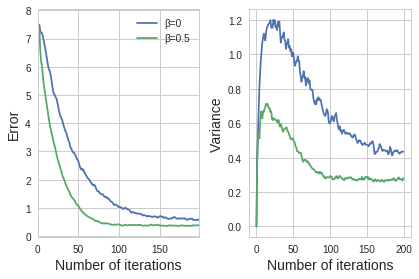 8
7
6
5
4
3
2
1
0
Error
0 50 100 150
Number of iterations
β=0
β=0.5
1.2
1.0
0.8
0.6
0.4
0.2
0.0
Variance
0 50 100 150 200
Number of iterations